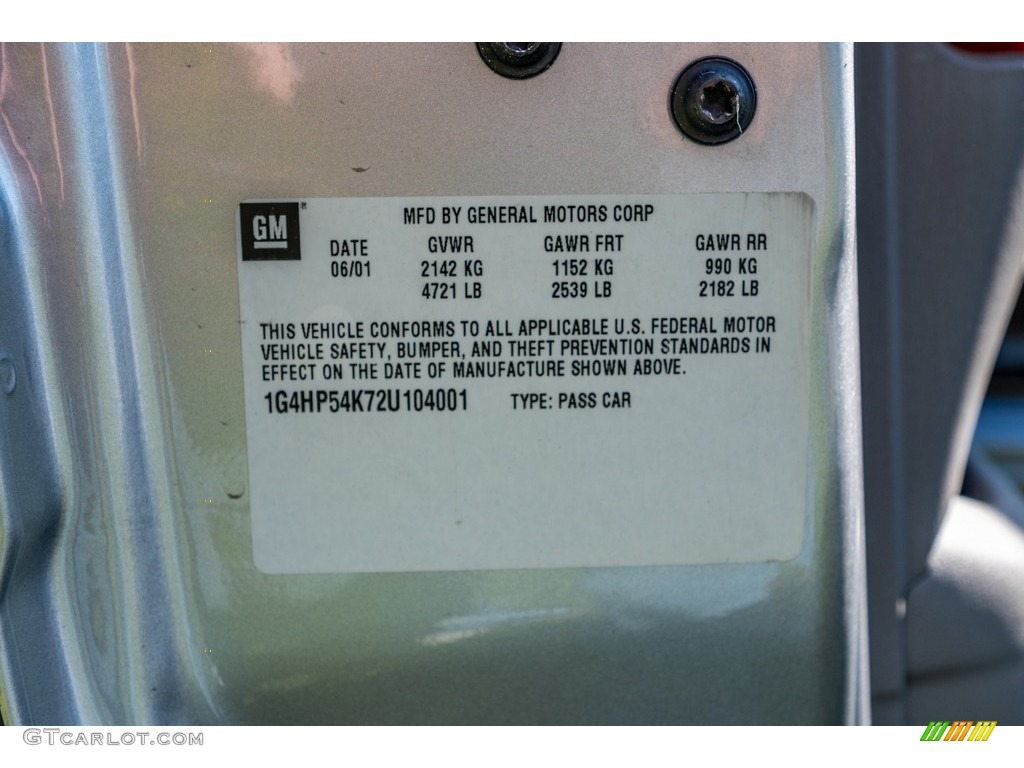 GM
MFD BY GENERAL MOTORS CORP
DATE GVWR GAWR FRT GAWR RR
06/01 2142 KG 1152 KG 990 KG
4721 LB 2539 LB 2182 LB
THIS VEHICLE CONFORMS TO ALL APPLICABLE U.S. FEDERAL MOTOR
VEHICLE SAFETY, BUMPER, AND THEFT PREVENTION STANDARDS IN
EFFECT ON THE DATE OF MANUFACTURE SHOWN ABOVE.
1G4HP54K72U104001 TYPE: PASS CAR
© GTCARLOT.COM